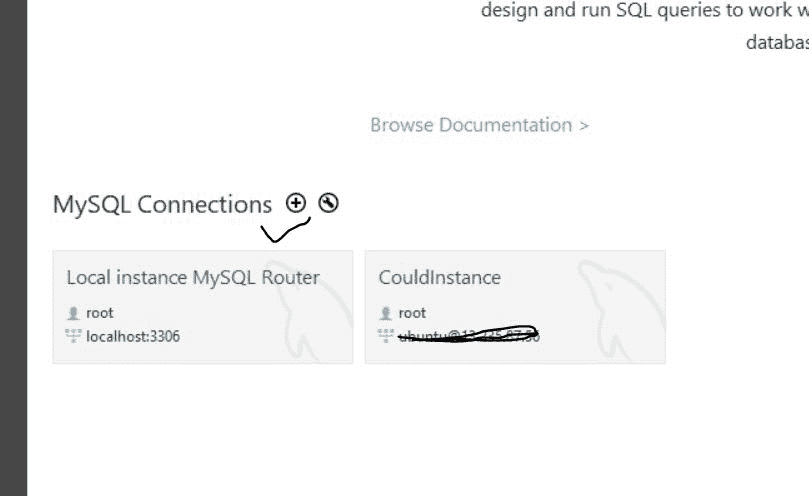 design and run SQL queries to work w
databas
Browse Documentation >
MySQL Connections
Local instance MySQL Router
root
localhost:3306
CouldInstance
root